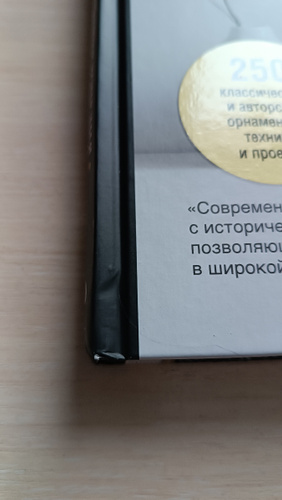 250
классичес
и авторс
орнамен
техни
и прое
«Современ
с историче
позволяющ
в широкой